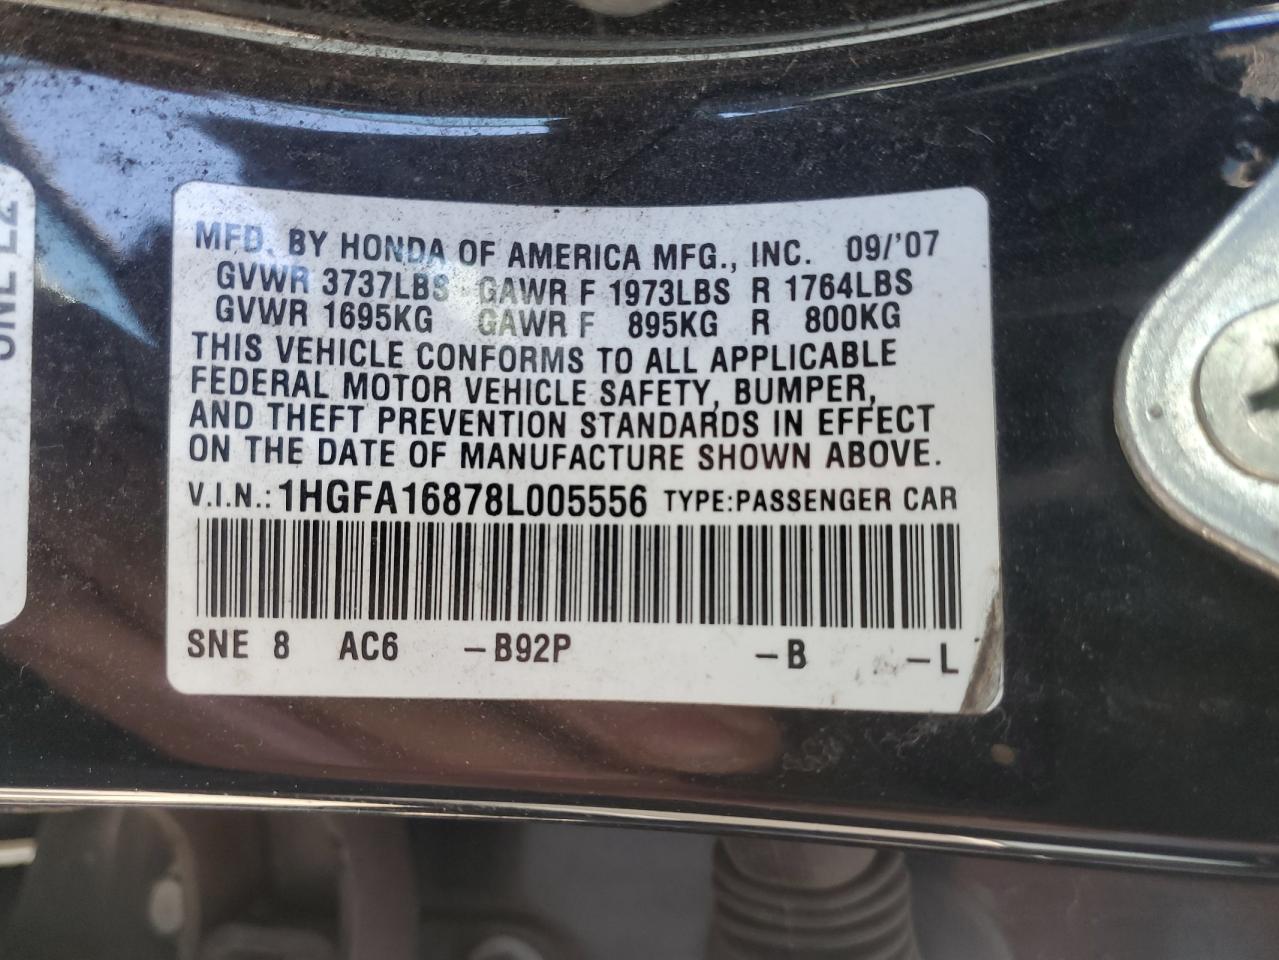 MFD. BY HONDA OF AMERICA MFG., INC. 09/'07
GVWR 3737LBS GAWR F 1973LBS R 1764LBS
GVWR 1695KG GAWR F 895KG R 800KG
THIS VEHICLE CONFORMS TO ALL APPLICABLE
FEDERAL MOTOR VEHICLE SAFETY, BUMPER,
AND THEFT PREVENTION STANDARDS IN EFFECT
ON THE DATE OF MANUFACTURE SHOWN ABOVE.
V.I.N.: 1HGFA16878L005556 TYPE:PASSENGER CAR
SNE 8 AC6 -B92P -B -L